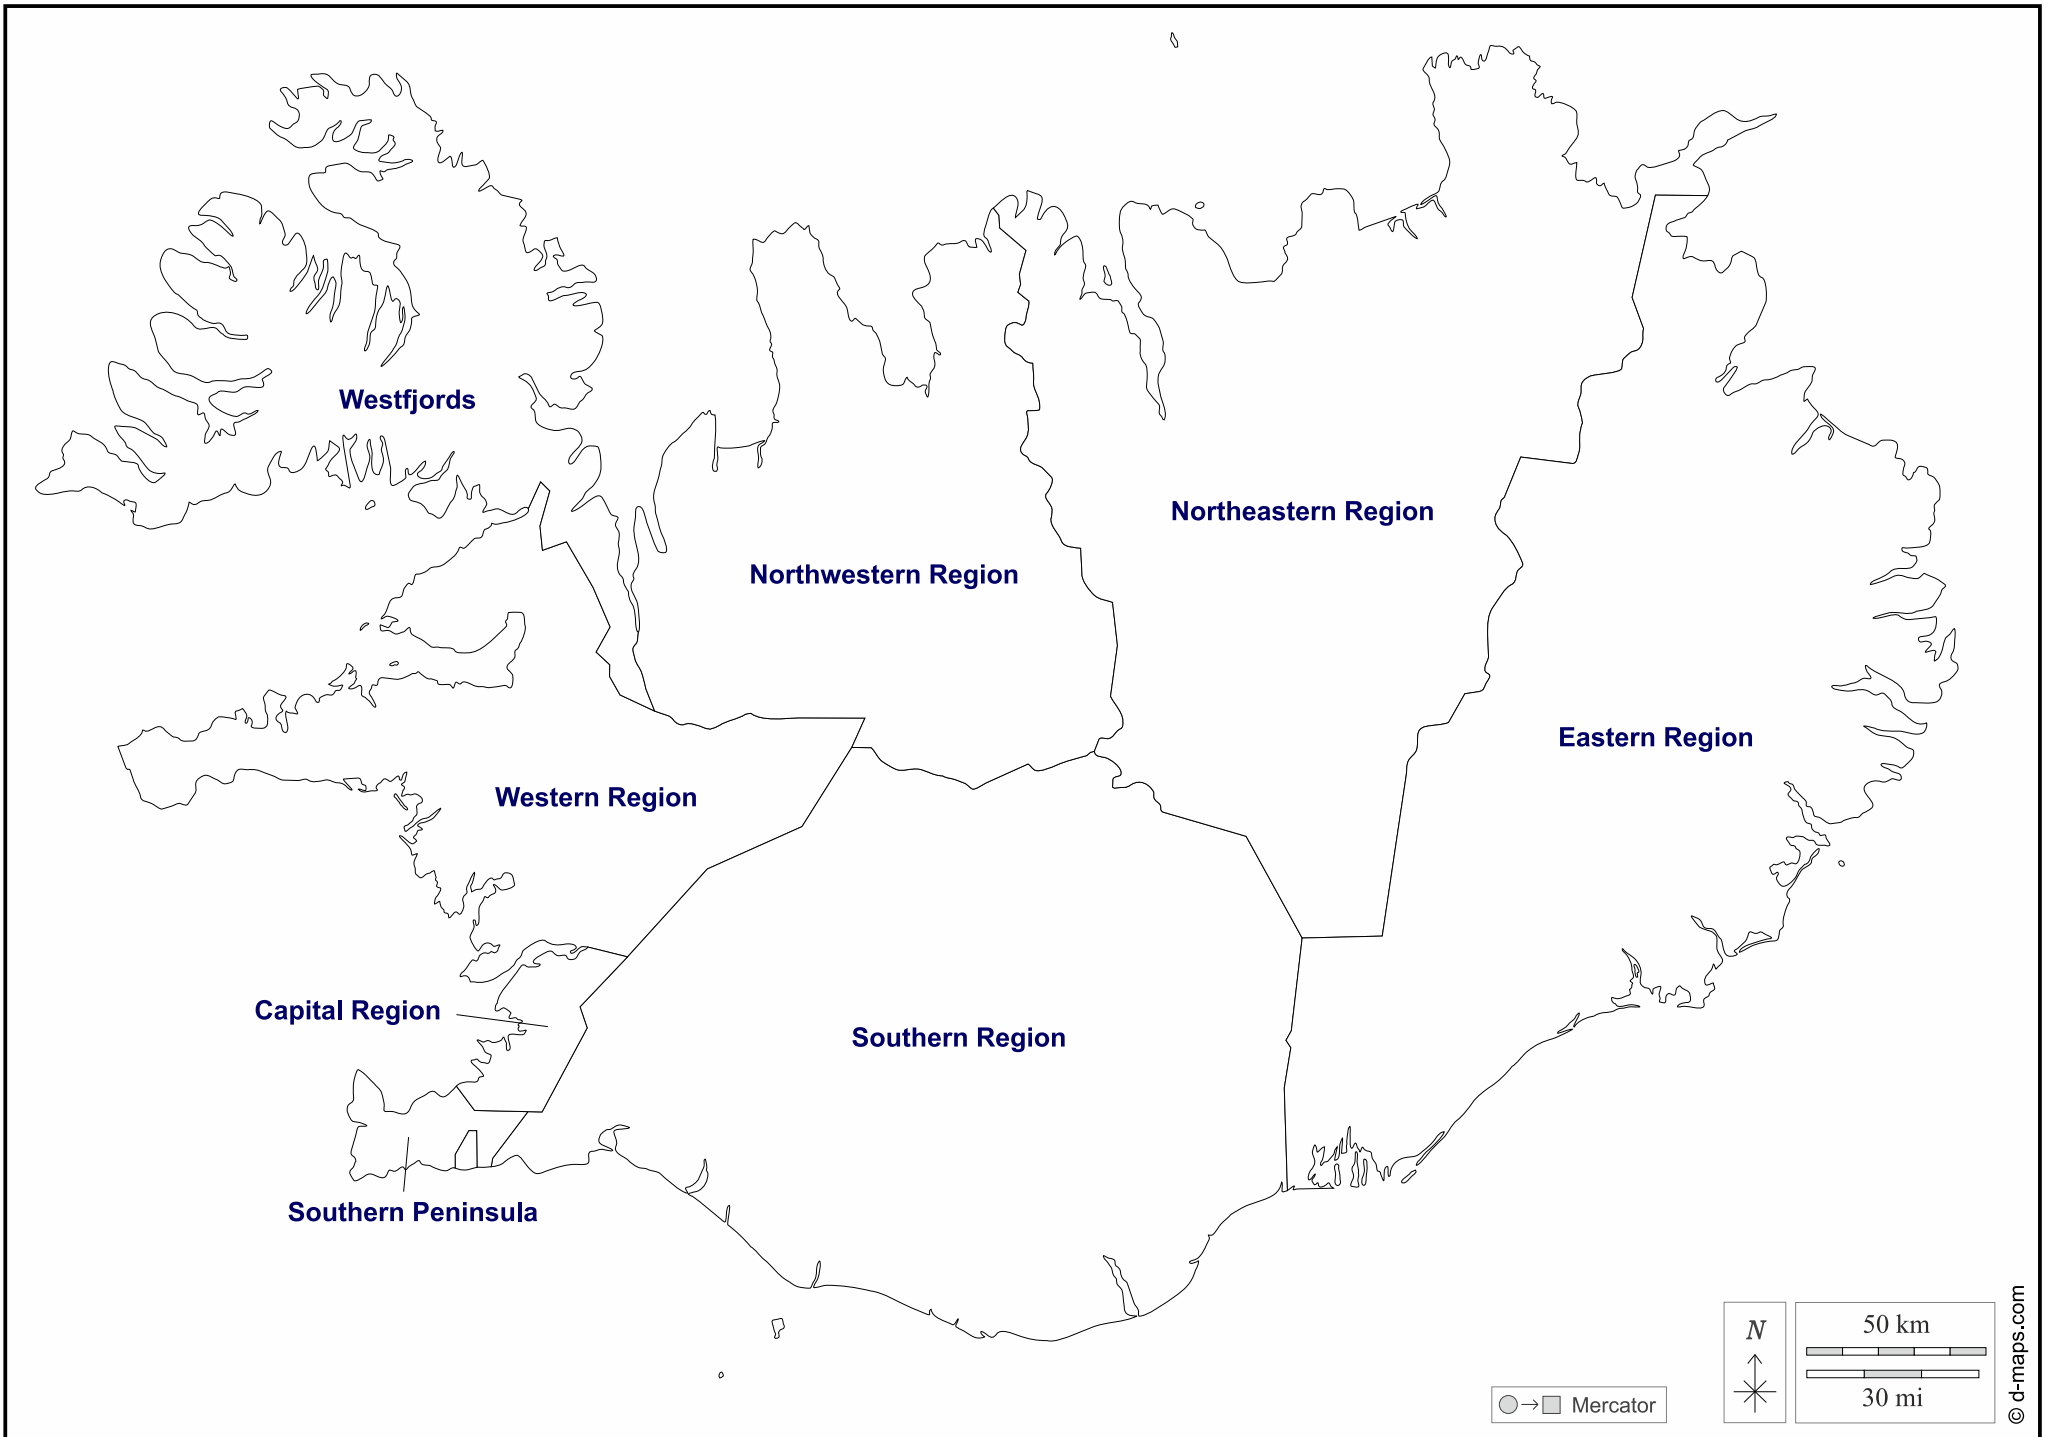 Westfjords
Northeastern Region
Northwestern Region
Eastern Region
Western Region
Capital Region
Southern Region
Southern Peninsula
N
50 km
30 mi
Mercator
© d-maps.com